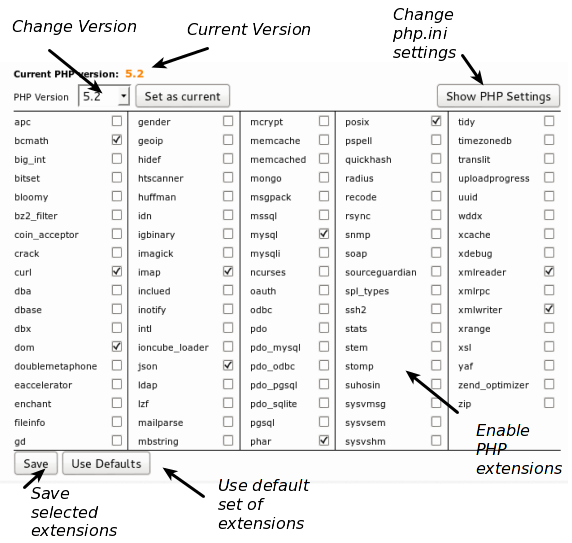 Change Version
Current Version
Change
php.ini
settings
Current PHP version: 5.2
PHP Version 5.2 Set as current Show PHP Settings
apc gender mcrypt posix tidy
bcmath geoip memcache pspell timezonedb
big_int hidef memcached quickhash translit
bitset htscanner mongo radius uploadprogress
bloomy huffman msgpack recode uuid
bz2_filter idn mssql rsync wddx
coin_acceptor igbinary mysql snmp xcache
crack imagick mysqli soap xdebug
curl imap ncurses sourceguardian xmlreader
dba inclued oauth spl_types xmlrpc
dbase inotify odbc ssh2 xmlwriter
dbx intl pdo stats xrange
dom ioncube_loader pdo_mysql stem xsl
doublemetaphone json pdo_odbc stomp yaf
eaccelerator ldap pdo_pgsql suhosin zend_optimizer
enchant lzf pdo_sqlite sysvmsg zip
fileinfo mailparse pgsql sysvsem
gd mbstring phar sysvshm
Enable
PHP
extensions
Save Use Defaults
Save
selected
extensions
Use default
set of
extensions